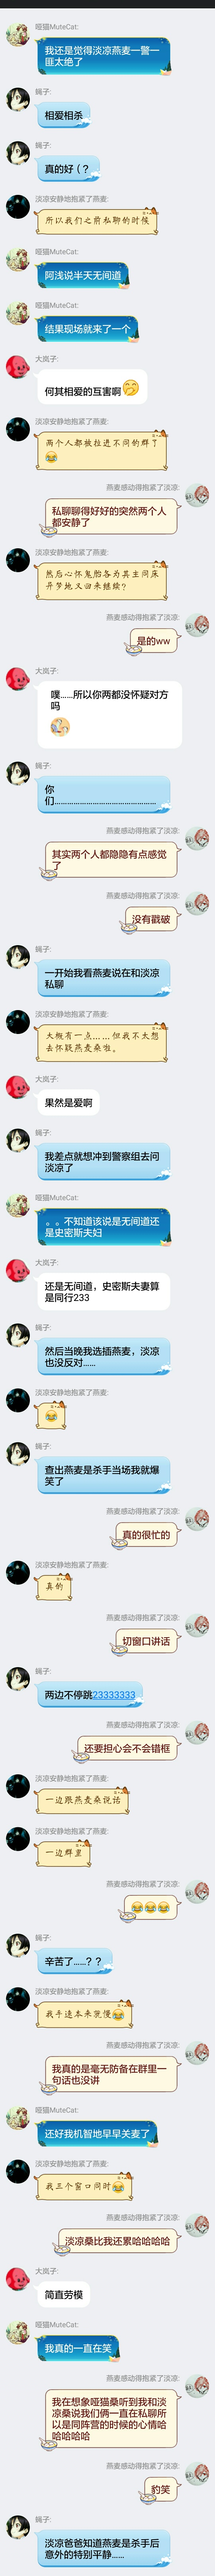 哑猫MuteCat:
我还是觉得淡凉燕麦一警一
匪太绝了
蝎子:
相爱相杀
蝎子:
真的好（？
淡凉安静地抱紧了燕麦:
所以我们之前私聊的时候
哑猫MuteCat:
阿浅说半天无间道
哑猫MuteCat:
结果现场就来了一个
大岚子:
何其相爱的互害啊
淡凉安静地抱紧了燕麦:
两个人都被拉进不同的群了
燕麦感动得抱紧了淡凉:
私聊聊得好好的突然两个人
都安静了
淡凉安静地抱紧了燕麦:
然后心怀鬼胎各为其主同床
异梦地又归来继续？
燕麦感动得抱紧了淡凉:
是的ww
大岚子:
噗……所以你两都没怀疑对方
吗
蝎子:
你
们…………………………………
燕麦感动得抱紧了淡凉:
其实两个人都隐隐有点感觉
了
燕麦感动得抱紧了淡凉:
没有戳破
蝎子:
一开始我看燕麦说在和淡凉
私聊
淡凉安静地抱紧了燕麦:
大概有一点……但我不太想
去怀疑燕麦桑啦。
大岚子:
果然是爱啊
蝎子:
我差点就想冲到警察组去问
淡凉了
哑猫MuteCat:
。。不知道该说是无间道还
是史密斯夫妇
大岚子:
还是无间道，史密斯夫妻算
是同行233
蝎子:
然后当晚我选插燕麦，淡凉
也没反对……
淡凉安静地抱紧了燕麦:
蝎子:
查出燕麦是杀手当场我就爆
笑了
燕麦感动得抱紧了淡凉:
真的很忙的
淡凉安静地抱紧了燕麦:
真的
燕麦感动得抱紧了淡凉:
切窗口讲话
蝎子:
两边不停跳23333333
燕麦感动得抱紧了淡凉:
还要担心会不会错框
淡凉安静地抱紧了燕麦:
一边跟燕麦桑说话
淡凉安静地抱紧了燕麦:
一边群里
燕麦感动得抱紧了淡凉:
蝎子:
辛苦了……？？
淡凉安静地抱紧了燕麦:
我手速本来就慢
燕麦感动得抱紧了淡凉:
我真的是毫无防备在群里一
句话也没讲
哑猫MuteCat:
还好我机智地早早关麦了
淡凉安静地抱紧了燕麦:
我三个窗口同时
燕麦感动得抱紧了淡凉:
淡凉桑比我还累哈哈哈哈
大岚子:
简直劳模
哑猫MuteCat:
我真的一直在笑
燕麦感动得抱紧了淡凉:
我在想象哑猫桑听到我和淡
凉桑说我们俩一直在私聊所
以是同阵营的时候的心情哈
哈哈哈哈
燕麦感动得抱紧了淡凉:
豹笑
蝎子:
淡凉爸爸知道燕麦是杀手后
意外的特别平静……